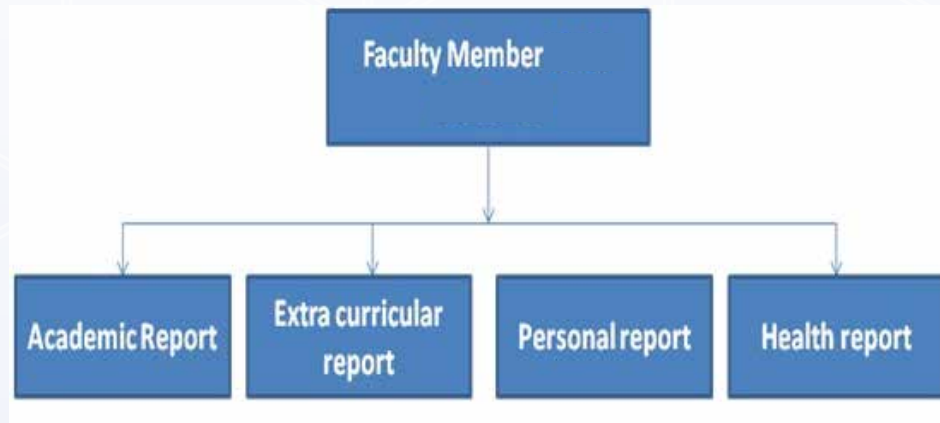 Faculty Member
Academic Report
Extra curricular
report
Personal report
Health report